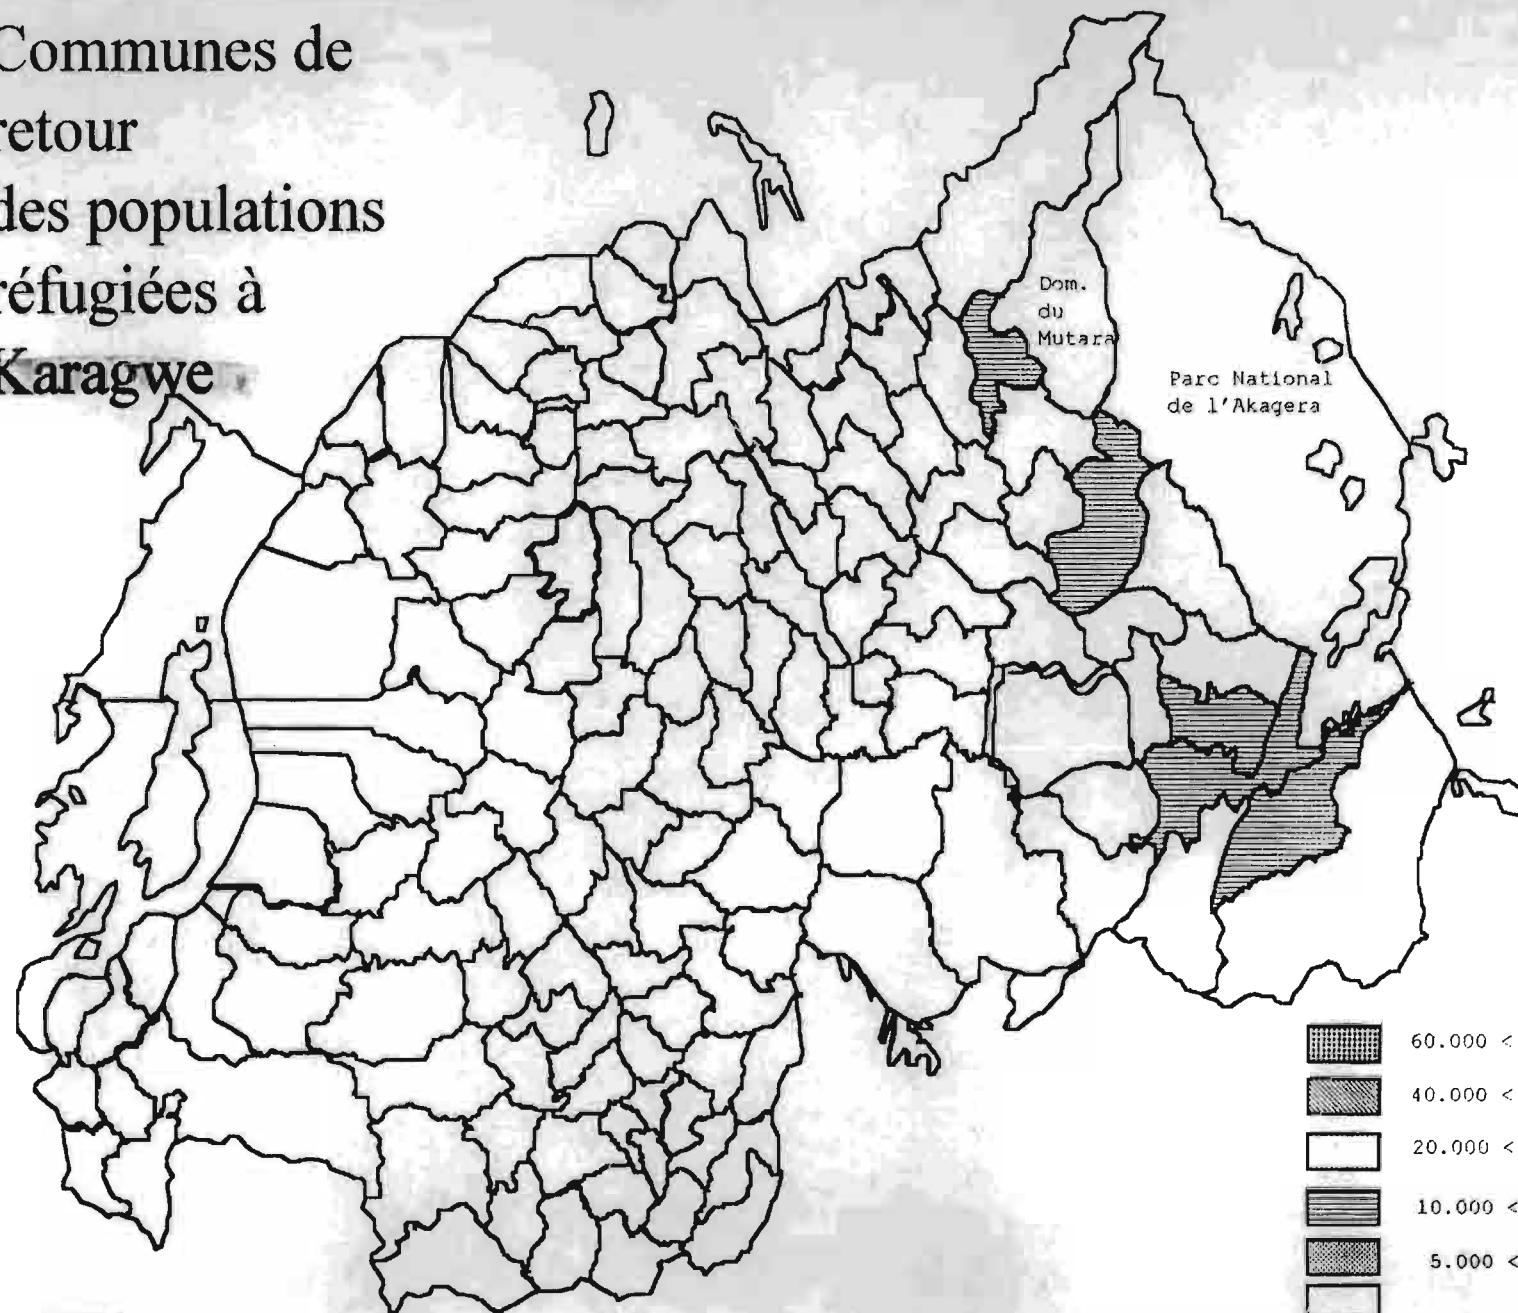 Communes de
retour
des populations
réfugiées à
Karagwe
Dom.
du
Mutara
Parc National
de l'Akagera
60.000 <
40.000 <
20.000 <
10.000 <
5.000 <